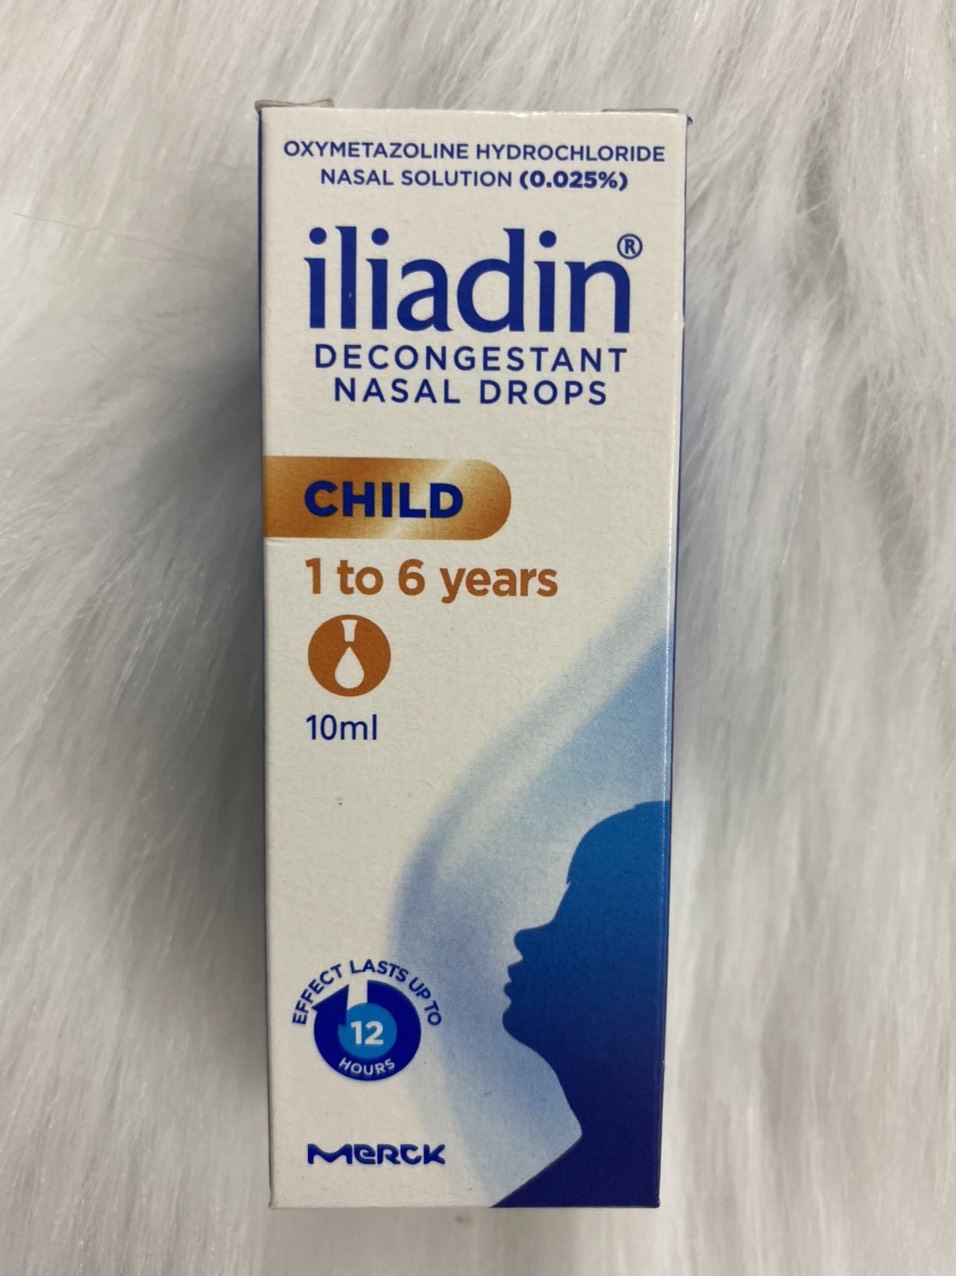 OXYMETAZOLINE HYDROCHLORIDE
NASAL SOLUTION (0.025%)
iliadin®
DECONGESTANT
NASAL DROPS
CHILD
1 to 6 years
10ml
EFFECT LASTS UP TO
12
HOURS
MERCK